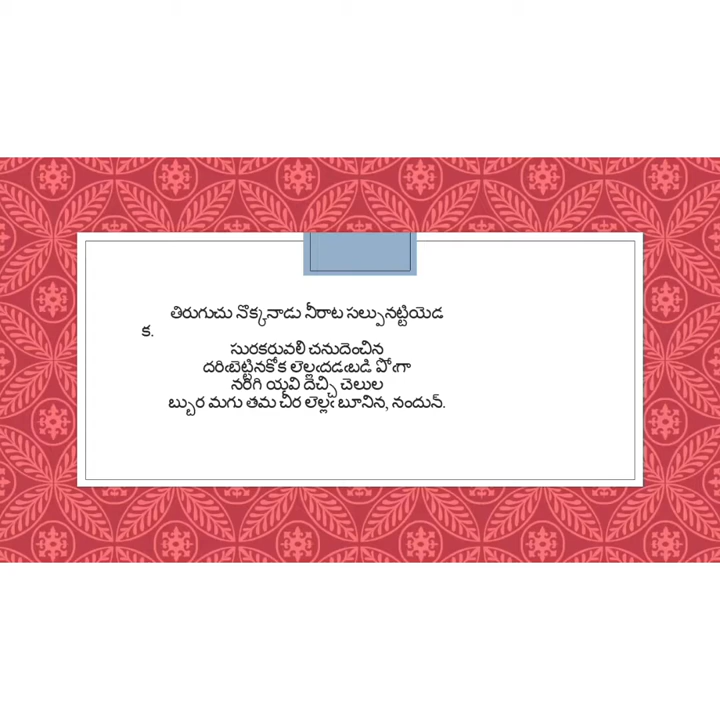 తిరుగుచు నొక్కనాడు నీరాట సల్పునట్టియెడ
క.
సురకరువలి చనుదెంచిన
దరిఁబెట్టినకోక లెల్లఁదడఁబడి పోఁగా
నరిగి యవి దెచ్చి చెలుల
బ్బుర మగు తమ చీర లెల్లఁ బూనిన, నందున్.